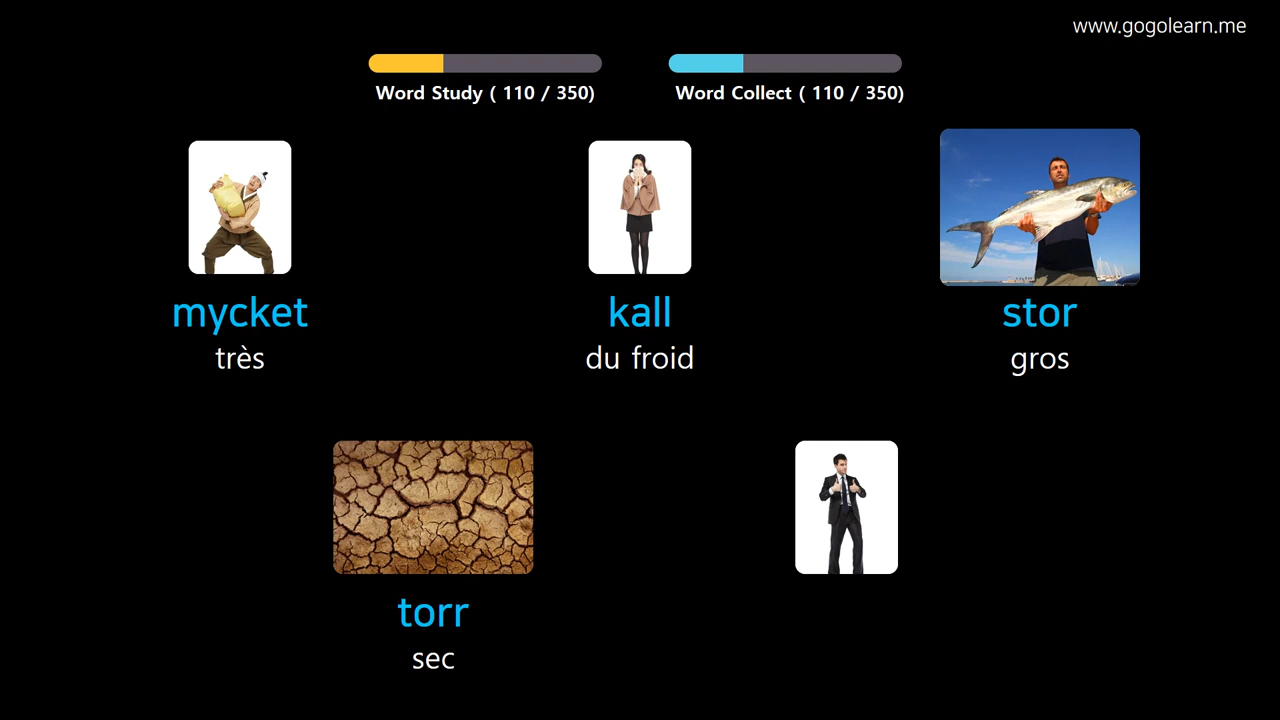 www.gogolearn.me
Word Study ( 110 / 350)
Word Collect ( 110 / 350)
mycket
très
kall
du froid
stor
gros
torr
sec